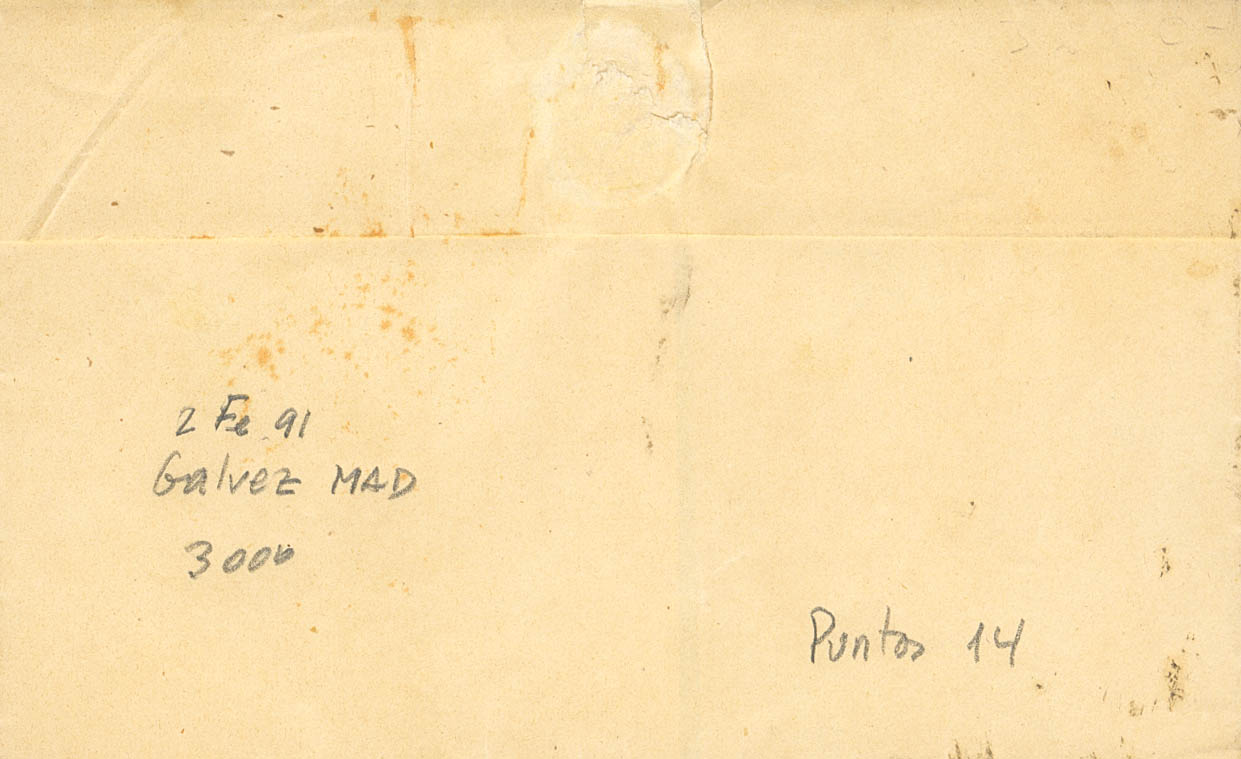 2 Fe 91
Galvez MAD
3000
Puntos 14